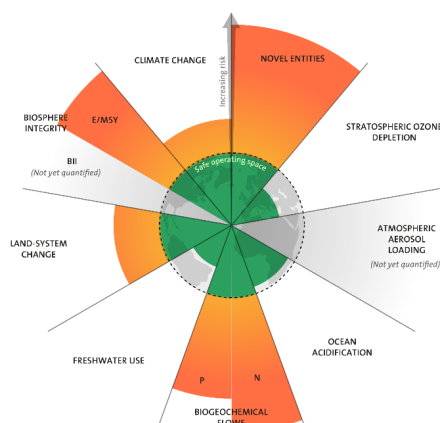 CLIMATE CHANGE
NOVEL ENTITIES
Increasing risk
STRATOSPHERIC OZONE
DEPLETION
BIOSPHERE
INTEGRITY
E/MSY
BII
(Not yet quantified)
Safe operating space
ATMOSPHERIC
AEROSOL
LOADING
(Not yet quantified)
LAND-SYSTEM
CHANGE
OCEAN
ACIDIFICATION
FRESHWATER USE
P
N
BIOGEOCHEMICAL
FLOWS